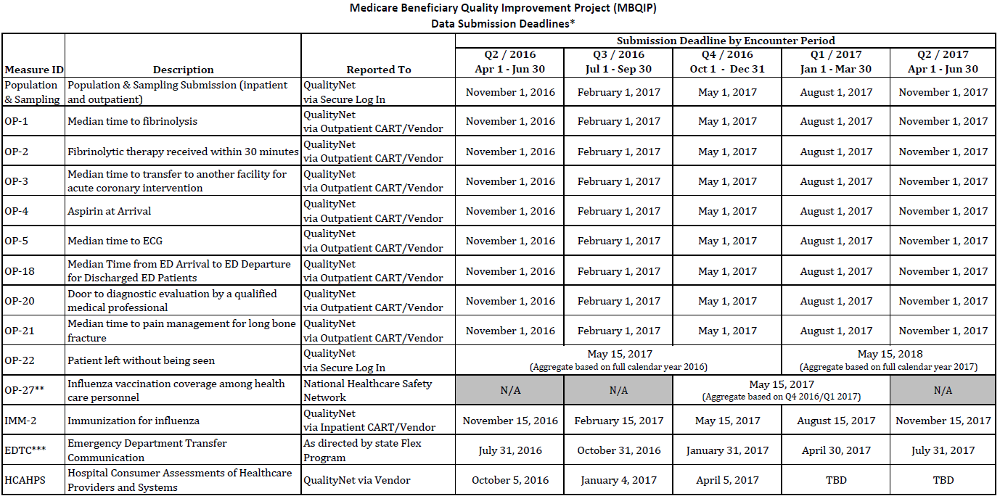 Medicare Beneficiary Quality Improvement Project (MBQIP)
Data Submission Deadlines*
Submission Deadline by Encounter Period
Measure ID Description Reported To Q2 / 2016 Q3 / 2016 Q4 / 2016 Q1 / 2017 Q2 / 2017
Apr 1 - Jun 30 Jul 1 - Sep 30 Oct 1 - Dec 31 Jan 1 - Mar 30 Apr 1 - Jun 30
Population Population & Sampling Submission (inpatient QualityNet
& Sampling and outpatient) via Secure Log In
November 1, 2016 February 1, 2017 May 1, 2017 August 1, 2017 November 1, 2017
OP-1 Median time to fibrinolysis QualityNet
via Outpatient CART/Vendor
November 1, 2016 February 1, 2017 May 1, 2017 August 1, 2017 November 1, 2017
OP-2 Fibrinolytic therapy received within 30 minutes QualityNet
via Outpatient CART/Vendor
November 1, 2016 February 1, 2017 May 1, 2017 August 1, 2017 November 1, 2017
OP-3 Median time to transfer to another facility for QualityNet
acute coronary intervention via Outpatient CART/Vendor
November 1, 2016 February 1, 2017 May 1, 2017 August 1, 2017 November 1, 2017
OP-4 Aspirin at Arrival QualityNet
via Outpatient CART/Vendor
November 1, 2016 February 1, 2017 May 1, 2017 August 1, 2017 November 1, 2017
OP-5 Median time to ECG QualityNet
via Outpatient CART/Vendor
November 1, 2016 February 1, 2017 May 1, 2017 August 1, 2017 November 1, 2017
OP-18 Median Time from ED Arrival to ED Departure QualityNet
for Discharged ED Patients via Outpatient CART/Vendor
November 1, 2016 February 1, 2017 May 1, 2017 August 1, 2017 November 1, 2017
OP-20 Door to diagnostic evaluation by a qualified QualityNet
medical professional via Outpatient CART/Vendor
November 1, 2016 February 1, 2017 May 1, 2017 August 1, 2017 November 1, 2017
OP-21 Median time to pain management for long bone QualityNet
fracture via Outpatient CART/Vendor
November 1, 2016 February 1, 2017 May 1, 2017 August 1, 2017 November 1, 2017
OP-22 Patient left without being seen QualityNet
via Secure Log In
May 15, 2017 May 15, 2018
(Aggregate based on full calendar year 2016) (Aggregate based on full calendar year 2017)
OP-27** Influenza vaccination coverage among health National Healthcare Safety
care personnel Network
N/A N/A May 15, 2017 N/A
(Aggregate based on Q4 2016/Q1 2017)
IMM-2 Immunization for influenza QualityNet
via Inpatient CART/Vendor
November 15, 2016 February 15, 2017 May 15, 2017 August 15, 2017 November 15, 2017
EDTC*** Emergency Department Transfer As directed by state Flex
Communication Program
July 31, 2016 October 31, 2016 January 31, 2017 April 30, 2017 July 31, 2017
HCAHPS Hospital Consumer Assessments of Healthcare QualityNet via Vendor
Providers and Systems
October 5, 2016 January 4, 2017 April 5, 2017 TBD TBD